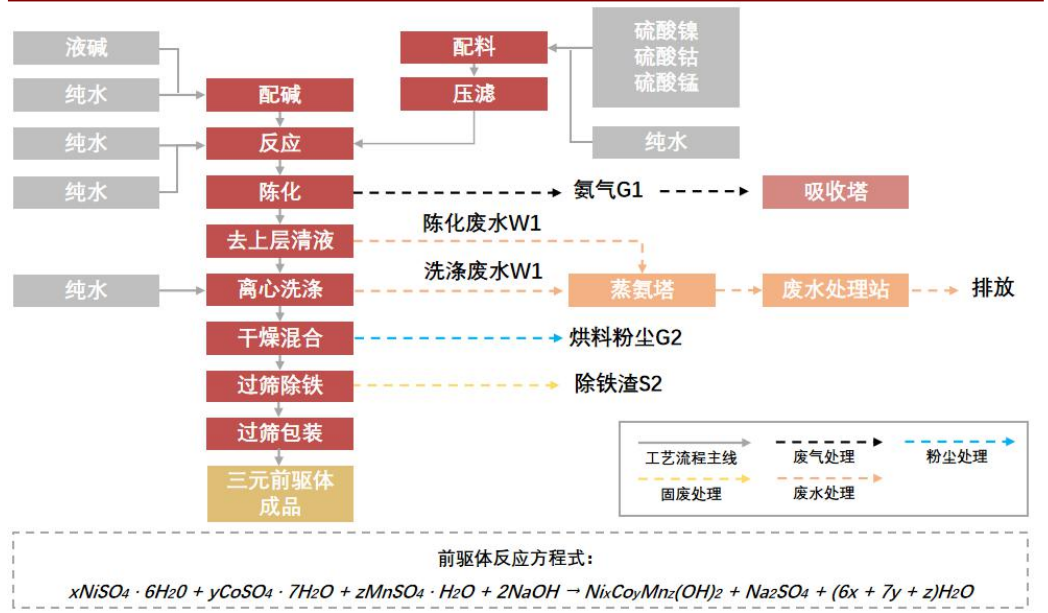 液碱
配料
硫酸镍
硫酸钴
硫酸锰
纯水
配碱
压滤
纯水
反应
纯水
纯水
陈化
氨气G1
吸收塔
去上层清液
陈化废水W1
纯水
离心洗涤
洗涤废水W1
蒸氨塔
废水处理站
排放
干燥混合
烘料粉尘G2
过筛除铁
除铁渣S2
过筛包装
三元前驱体
成品
工艺流程主线
废气处理
粉尘处理
固废处理
废水处理
前驱体反应方程式：
xNiSO4 · 6H20 + yCoSO4 · 7H2O + zMnSO4 · H2O + 2NaOH → NixCoyMnz(OH)2 + Na2SO4 + (6x + 7y + z)H2O